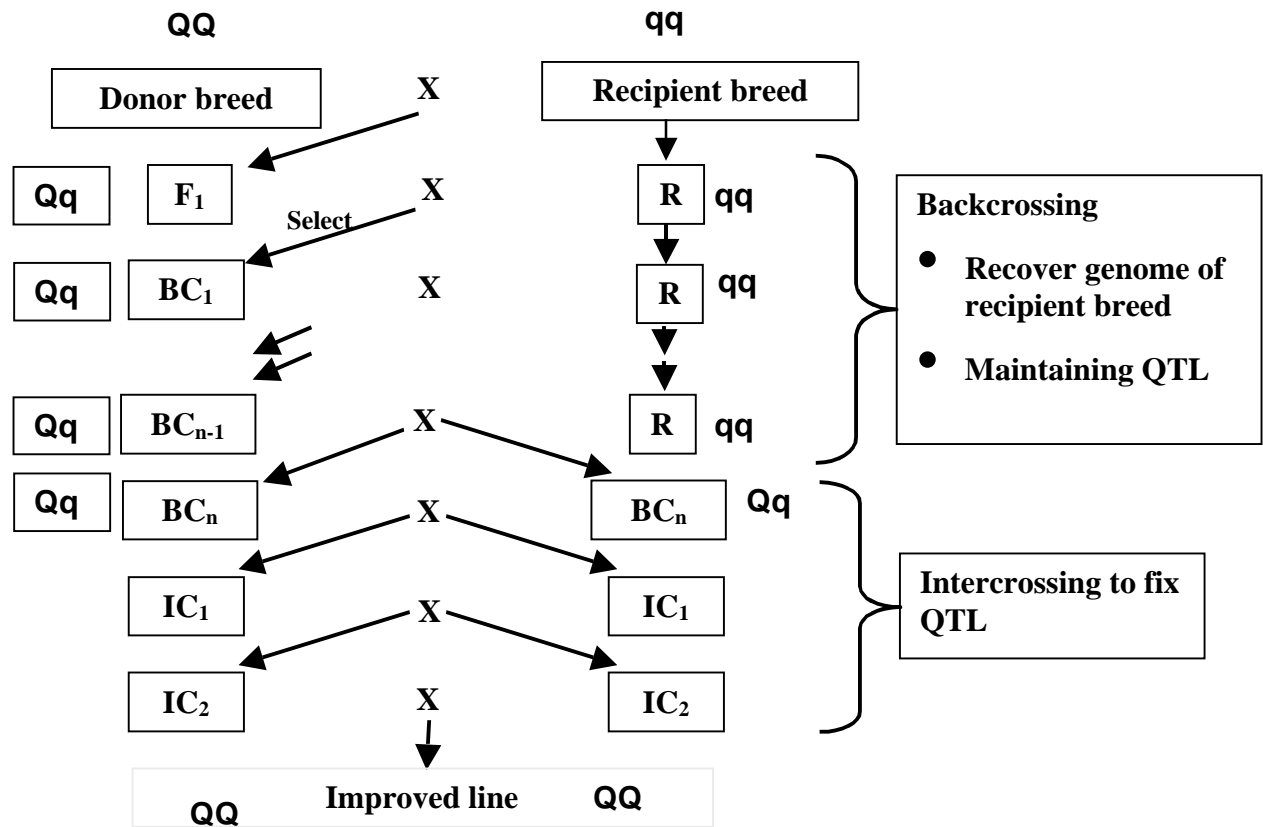 QQ qq
Donor breed X Recipient breed
Qq F₁ X R qq
Select
Qq BC₁ X R qq
Qq BCₙ₋₁ X R qq
Qq BCₙ X BCₙ Qq
IC₁ X IC₁
IC₂ X IC₂
QQ Improved line QQ
Backcrossing
● Recover genome of
recipient breed
● Maintaining QTL
Intercrossing to fix
QTL